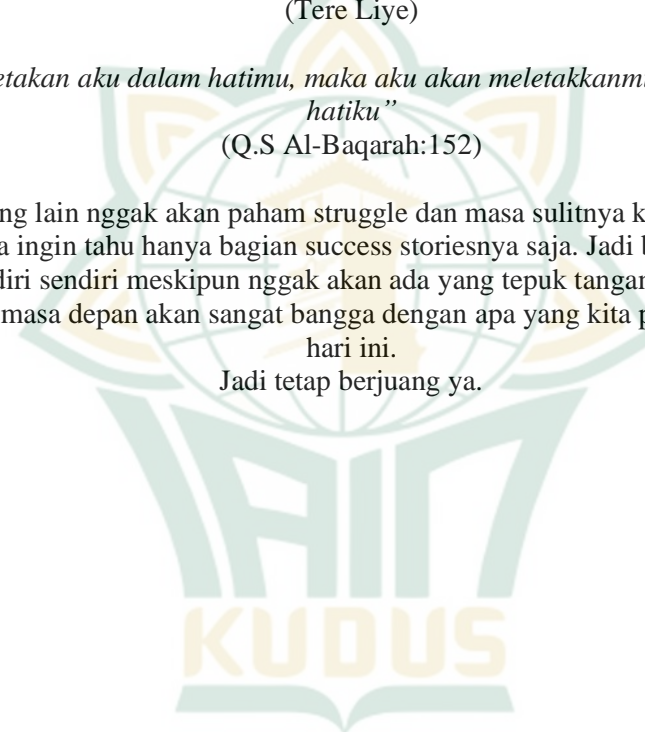 (Tere Liye)
etakan aku dalam hatimu, maka aku akan meletakkanm
hatiku”
(Q.S Al-Baqarah:152)
ng lain nggak akan paham struggle dan masa sulitnya k
a ingin tahu hanya bagian success storiesnya saja. Jadi b
diri sendiri meskipun nggak akan ada yang tepuk tangan
masa depan akan sangat bangga dengan apa yang kita p
hari ini.
Jadi tetap berjuang ya.
IAIN
KUDUS